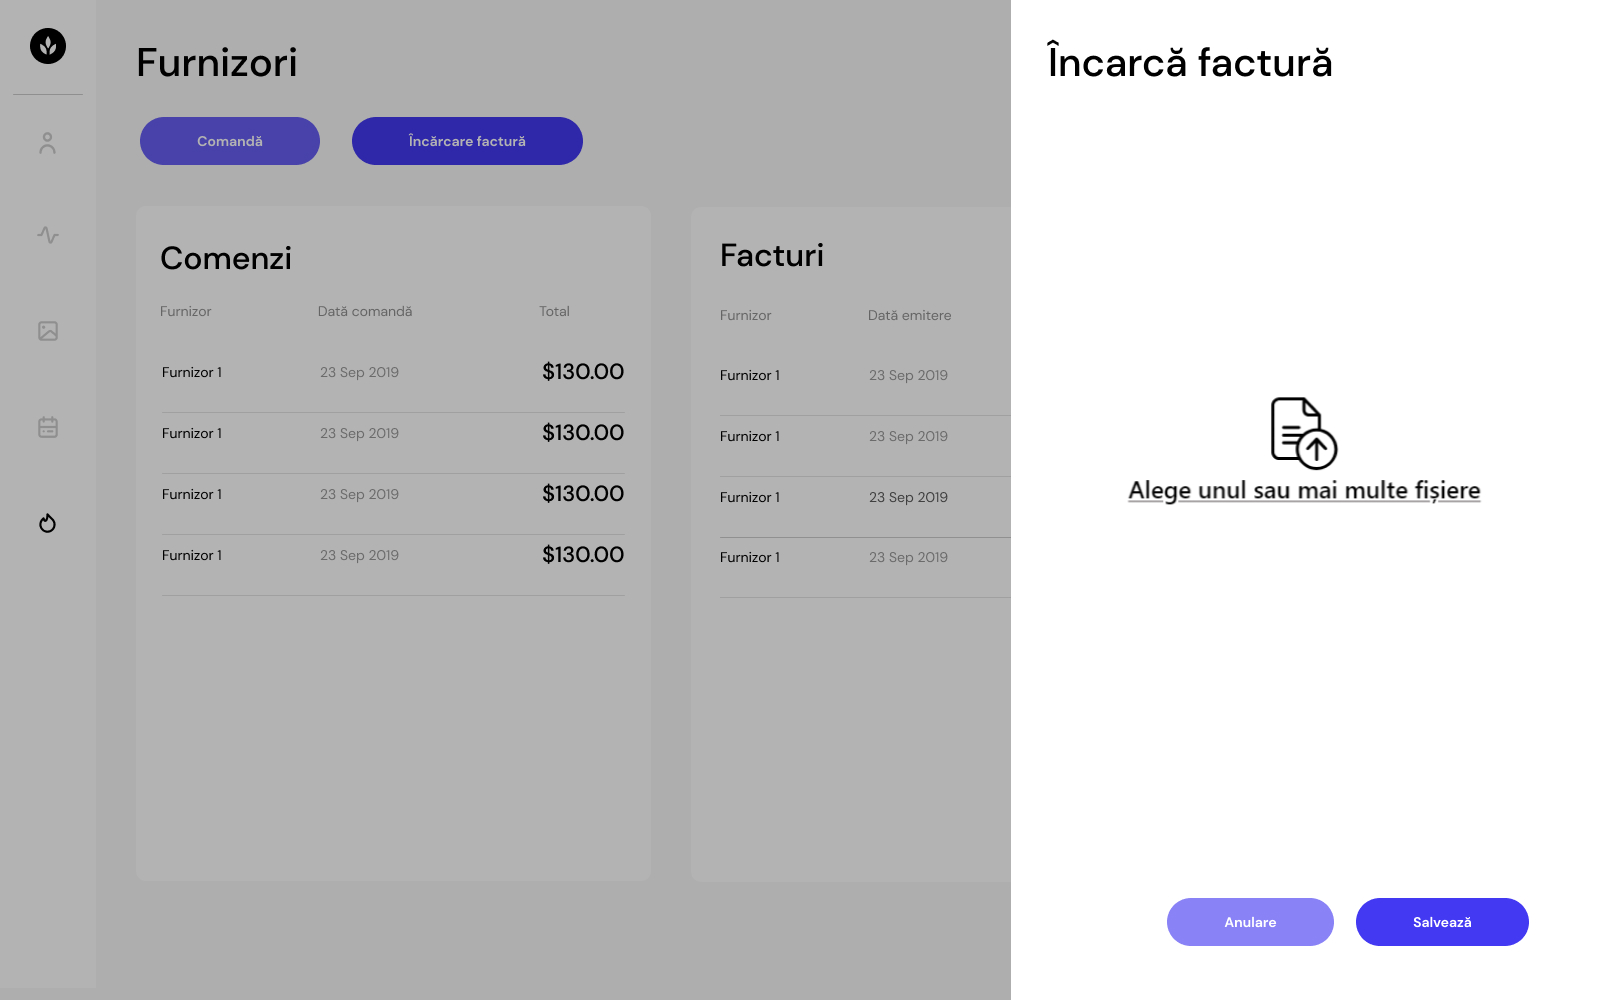 Furnizori
Comandă
Încărcare factură
Comenzi
Furnizor Dată comandă Total
Furnizor 1 23 Sep 2019 $130.00
Furnizor 1 23 Sep 2019 $130.00
Furnizor 1 23 Sep 2019 $130.00
Furnizor 1 23 Sep 2019 $130.00
Facturi
Furnizor Dată emitere
Furnizor 1 23 Sep 2019
Furnizor 1 23 Sep 2019
Furnizor 1 23 Sep 2019
Furnizor 1 23 Sep 2019
Încarcă factură
Alege unul sau mai multe fișiere
Anulare
Salvează